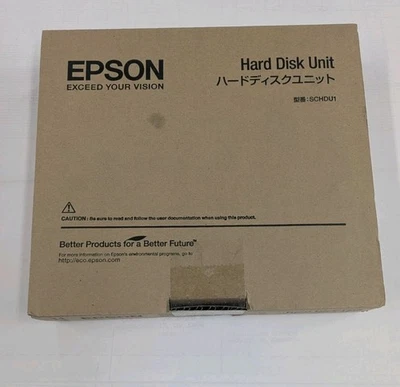 EPSON
EXCEED YOUR VISION
Hard Disk Unit
ハードディスクユニット
型番：SCHDU1
CAUTION: Be sure to read and follow the user documentation when using this product.
Better Products for a Better Future™
For more information on Epson's environmental programs, go to
http://eco.epson.com